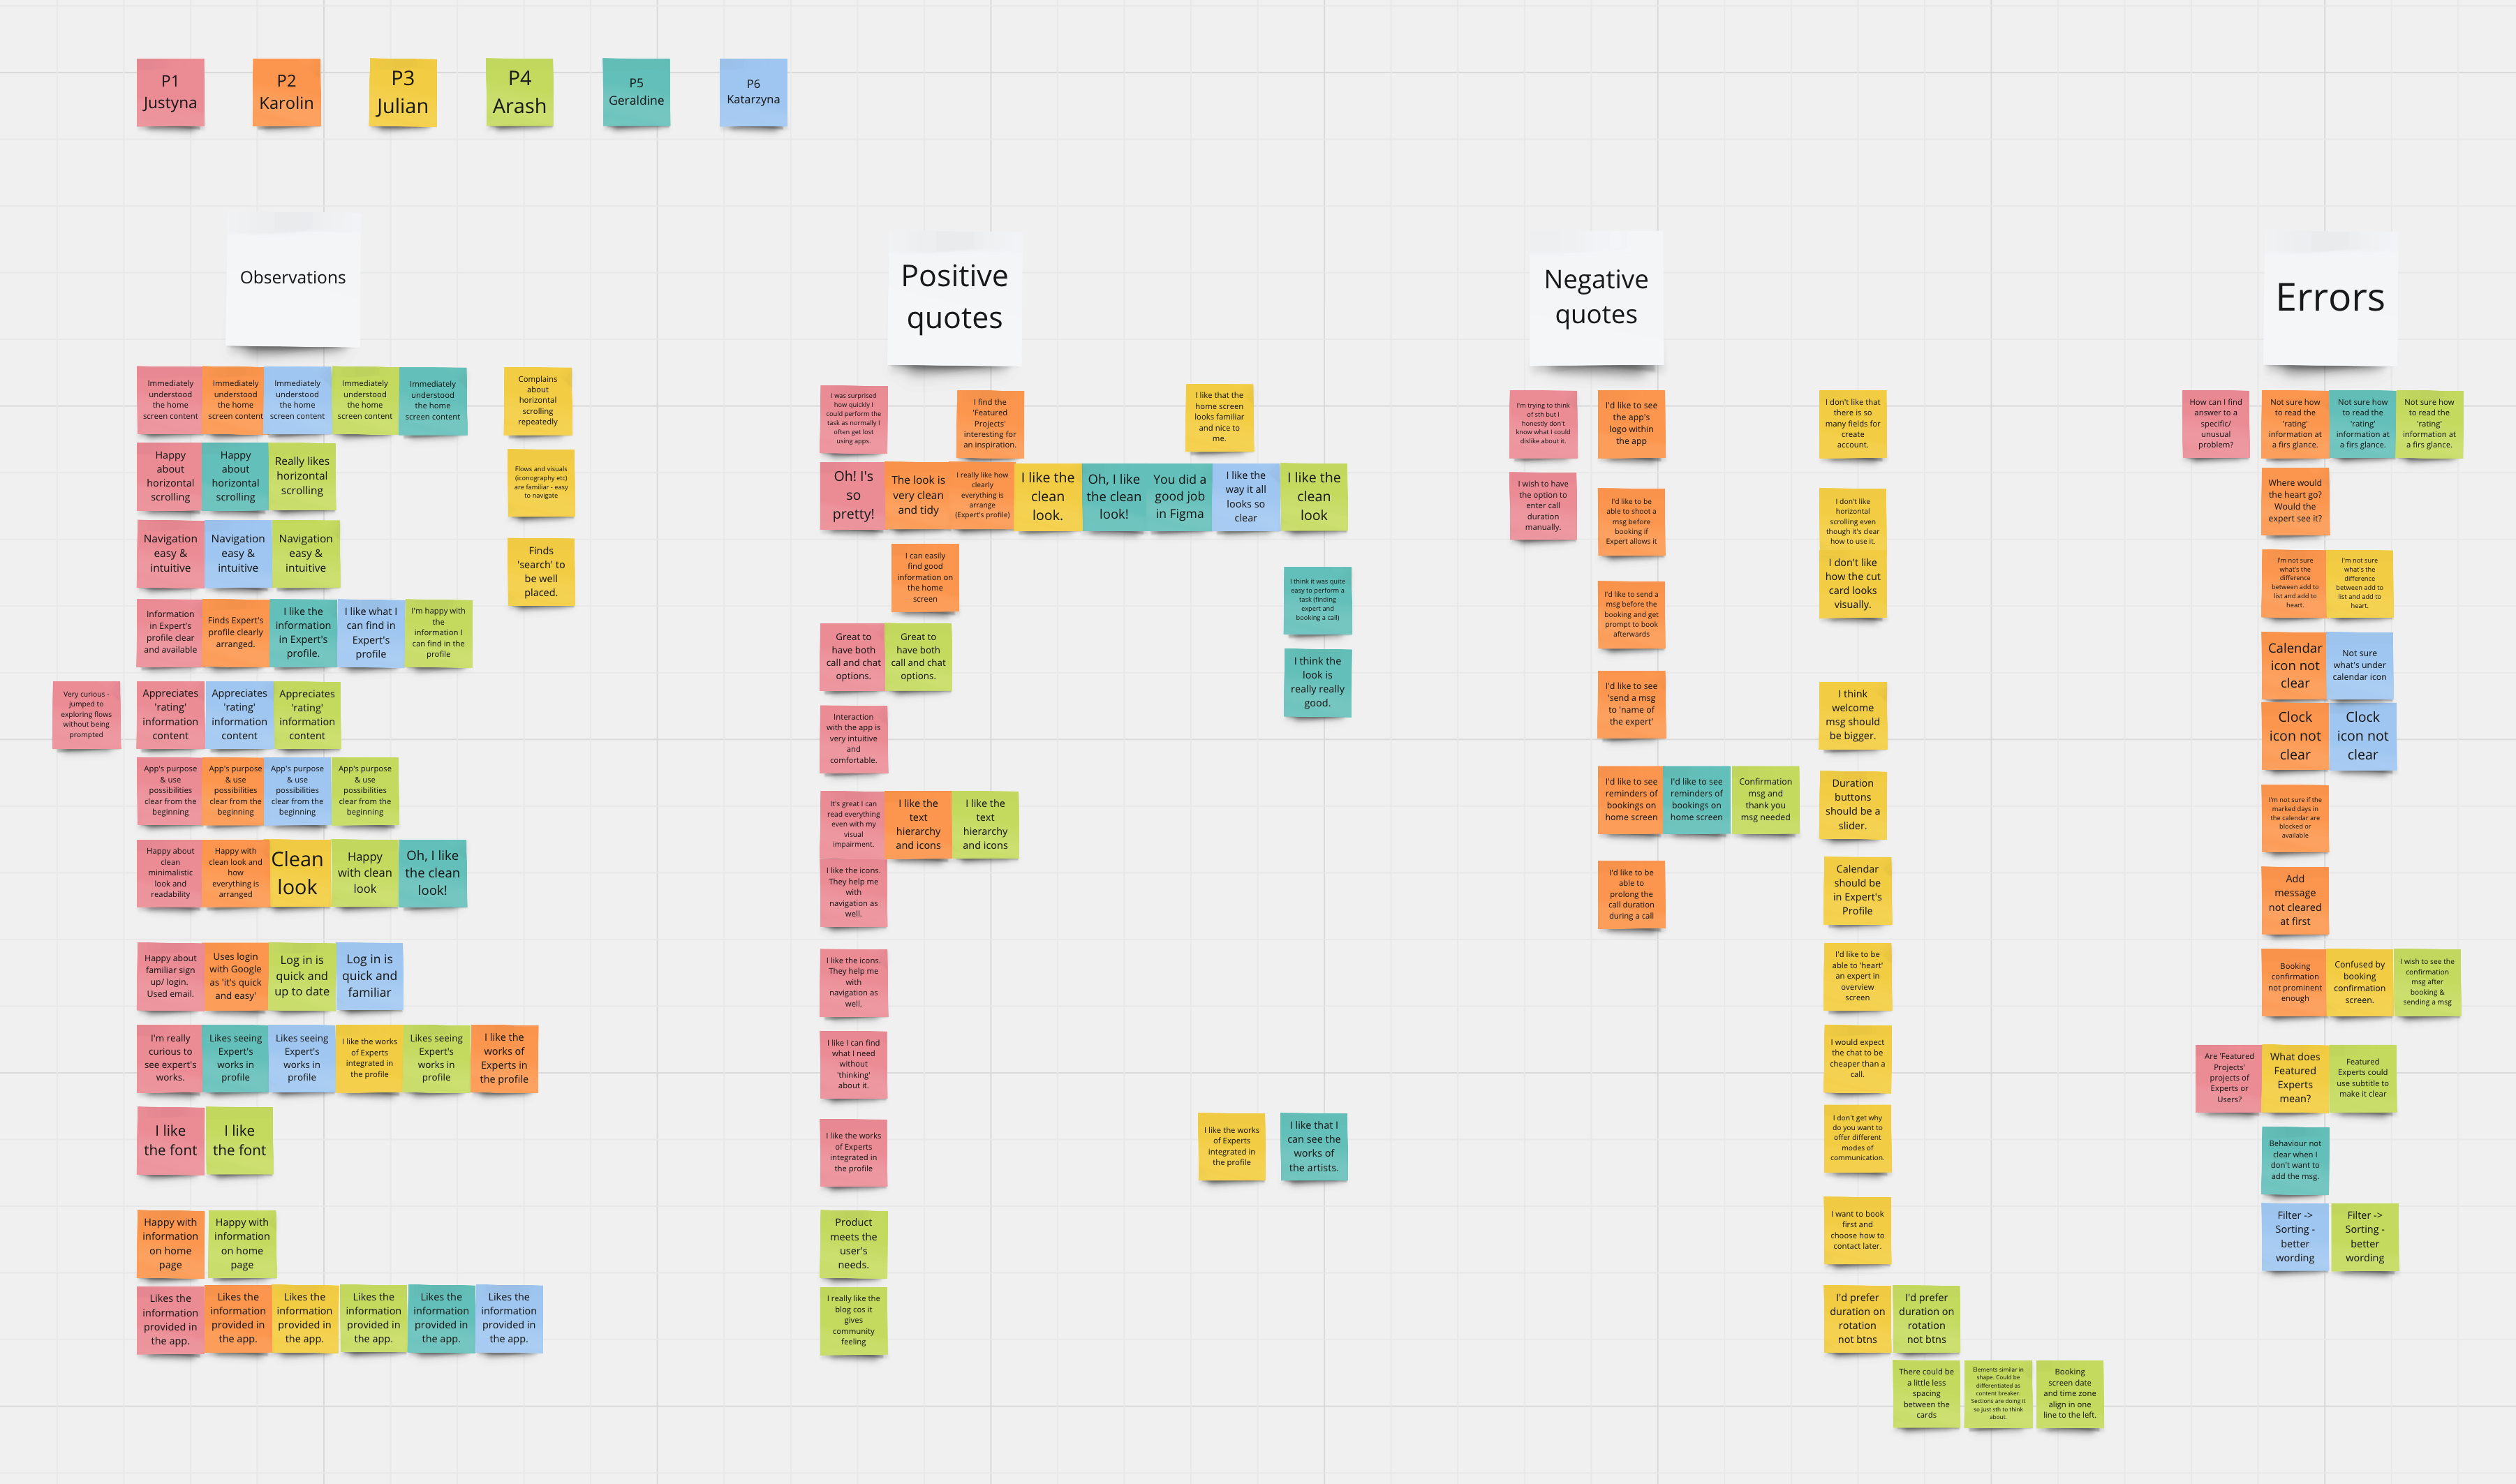 P1
Justyna
P2
Karolin
P3
Julian
P4
Arash
P5
Geraldine
P6
Katarzyna
Observations
Immediately
understood
the home
screen content
Immediately
understood
the home
screen content
Immediately
understood
the home
screen content
Immediately
understood
the home
screen content
Immediately
understood
the home
screen content
Complains
about
horizontal
scrolling
repeatedly
Happy
about
horizontal
scrolling
Happy
about
horizontal
scrolling
Really likes
horizontal
scrolling
Flows and visuals
(iconography etc)
are familiar - easy
to navigate
Navigation
easy &
intuitive
Navigation
easy &
intuitive
Navigation
easy &
intuitive
Finds
'search' to
be well
placed.
Information
in Expert's
profile clear
and available
Finds Expert's
profile clearly
arranged.
I like the
information
in Expert's
profile.
I like what I
can find in
Expert's
profile
I'm happy with
the
information I
can find in the
profile
Very curious -
jumped to
exploring flows
without being
prompted
Appreciates
'rating'
information
content
Appreciates
'rating'
information
content
Appreciates
'rating'
information
content
App's purpose
& use
possibilities
clear from the
beginning
App's purpose
& use
possibilities
clear from the
beginning
App's purpose
& use
possibilities
clear from the
beginning
App's purpose
& use
possibilities
clear from the
beginning
Happy about
clean
minimalistic
look and
readability
Happy with
clean look and
how
everything is
arranged
Clean
look
Happy
with clean
look
Oh, I like
the clean
look!
Happy about
familiar sign
up/ login.
Used email.
Uses login
with Google
as 'it's quick
and easy'
Log in is
quick and
up to date
Log in is
quick and
familiar
I'm really
curious to
see expert's
works.
Likes seeing
Expert's
works in
profile
Likes seeing
Expert's
works in
profile
I like the works
of Experts
integrated in
the profile
Likes seeing
Expert's
works in
profile
I like the
works of
Experts in
the profile
I like
the font
I like
the font
Happy with
information
on home
page
Happy with
information
on home
page
Likes the
information
provided in
the app.
Likes the
information
provided in
the app.
Likes the
information
provided in
the app.
Likes the
information
provided in
the app.
Likes the
information
provided in
the app.
Likes the
information
provided in
the app.
Positive
quotes
I was surprised
how quickly I
could perform the
task as normally I
often get lost
using apps.
I find the
'Featured
Projects'
interesting for
an inspiration.
I like that the
home screen
looks familiar
and nice to
me.
Oh! I's
so
pretty!
The look is
very clean
and tidy
I really like how
clearly
everything is
arrange
(Expert's profile)
I like the
clean
look.
Oh, I like
the clean
look!
You did a
good job
in Figma
I like the
way it all
looks so
clear
I like the
clean
look
I can easily
find good
information on
the home
screen
I think it was quite
easy to perform a
task (finding
expert and
booking a call)
Great to
have both
call and chat
options.
Great to
have both
call and chat
options.
I think the
look is
really really
good.
Interaction
with the app is
very intuitive
and
comfortable.
It's great I can
read everything
even with my
visual
impairment.
I like the
text
hierarchy
and icons
I like the
text
hierarchy
and icons
I like the icons.
They help me
with
navigation as
well.
I like the icons.
They help me
with
navigation as
well.
I like I can find
what I need
without
'thinking'
about it.
I like the works
of Experts
integrated in
the profile
I like the works
of Experts
integrated in
the profile
I like that I
can see the
works of
the artists.
Product
meets the
user's
needs.
I really like the
blog cos it
gives
community
feeling
Negative
quotes
I'm trying to think
of sth but I
honestly don't
know what I could
dislike about it.
I'd like to see
the app's
logo within
the app
I don't like that
there is so
many fields for
create
account.
I wish to have
the option to
enter call
duration
manually.
I'd like to be
able to shoot a
msg before
booking if
Expert allows it
I don't like
horizontal
scrolling even
though it's clear
how to use it.
I don't like
how the cut
card looks
visually.
I'd like to send a
msg before the
booking and get
prompt to book
afterwards
I'd like to see
'send a msg
to 'name of
the expert'
I think
welcome
msg should
be bigger.
I'd like to see
reminders of
bookings on
home screen
I'd like to see
reminders of
bookings on
home screen
Confirmation
msg and
thank you
msg needed
Duration
buttons
should be a
slider.
I'd like to be
able to
prolong the
call duration
during a call
Calendar
should be
in Expert's
Profile
I'd like to be
able to 'heart'
an expert in
overview
screen
I would expect
the chat to be
cheaper than a
call.
I don't get why
do you want to
offer different
modes of
communication.
I want to book
first and
choose how to
contact later.
I'd prefer
duration on
rotation
not btns
I'd prefer
duration on
rotation
not btns
There could be
a little less
spacing
between the
cards
Elements similar in
shape. Could be
differentiated as
content breaker.
Sections are doing it
so just sth to think
about.
Booking
screen date
and time zone
align in one
line to the left.
Errors
How can I find
answer to a
specific/
unusual
problem?
Not sure how
to read the
'rating'
information at
a firs glance.
Not sure how
to read the
'rating'
information at
a firs glance.
Not sure how
to read the
'rating'
information at
a firs glance.
Where would
the heart go?
Would the
expert see it?
I'm not sure
what's the
difference
between add to
list and add to
heart.
I'm not sure
what's the
difference
between add to
list and add to
heart.
Calendar
icon not
clear
Not sure
what's under
calendar icon
Clock
icon not
clear
Clock
icon not
clear
I'm not sure if the
marked days in
the calendar are
blocked or
available
Add
message
not cleared
at first
Booking
confirmation
not prominent
enough
Confused by
booking
confirmation
screen.
I wish to see the
confirmation
msg after
booking &
sending a msg
Are 'Featured
Projects'
projects of
Experts or
Users?
What does
Featured
Experts
mean?
Featured
Experts could
use subtitle to
make it clear
Behaviour not
clear when I
don't want to
add the msg.
Filter ->
Sorting -
better
wording
Filter ->
Sorting -
better
wording